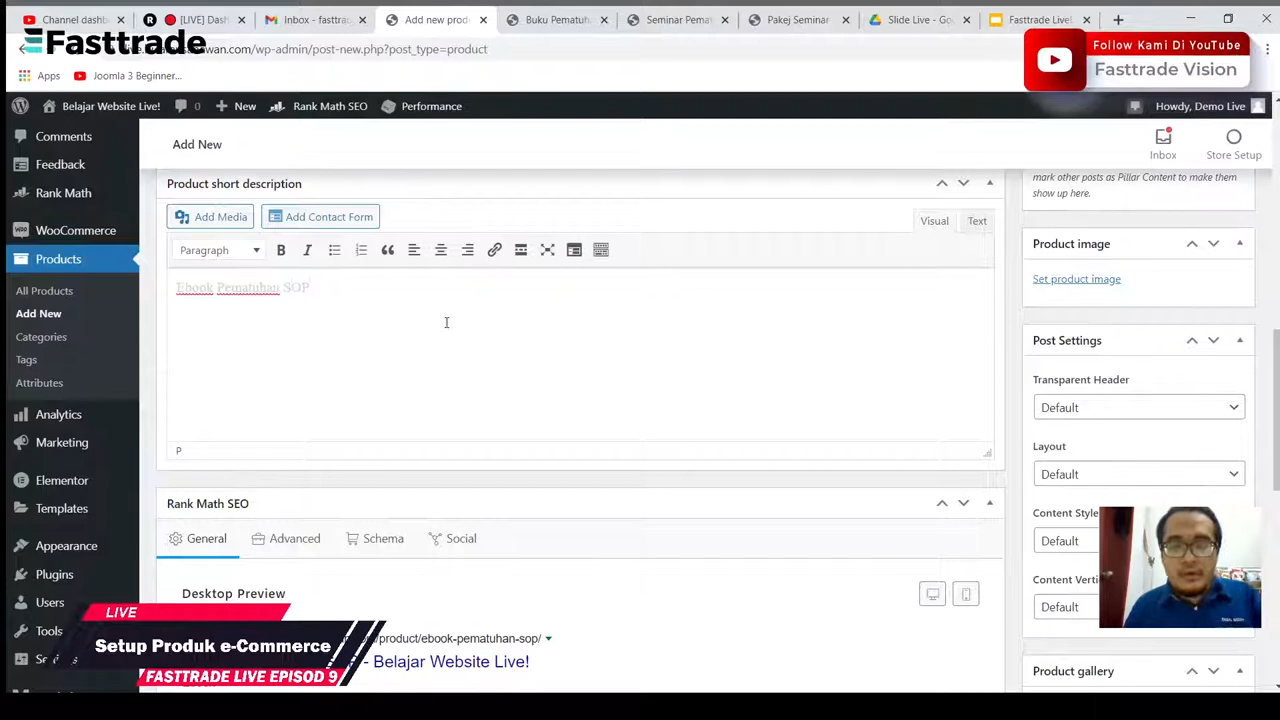 Channel dashb
[LIVE] Dash
Inbox - fasttra
Add new prod
Buku Pematuh
Seminar Pemat
Pakej Seminar
Slide Live - Go
Fasttrade Live!
Fasttrade
wan.com/wp-admin/post-new.php?post_type=product
Follow Kami Di YouTube
Fasttrade Vision
Apps
Joomla 3 Beginner...
Belajar Website Live!
0
New
Rank Math SEO
Performance
Howdy, Demo Live
Comments
Feedback
Rank Math
WooCommerce
Products
All Products
Add New
Categories
Tags
Attributes
Analytics
Marketing
Elementor
Templates
Appearance
Plugins
Users
Tools
Add New
Inbox
Store Setup
Product short description
Add Media
Add Contact Form
Visual
Text
Paragraph
Ebook Pematuhan SOP
P
Rank Math SEO
General
Advanced
Schema
Social
Desktop Preview
/product/ebook-pematuhan-sop/
- Belajar Website Live!
mark other posts as Pillar Content to make them
show up here.
Product image
Set product image
Post Settings
Transparent Header
Default
Layout
Default
Content Style
Default
Content Verti
Default
Product gallery
LIVE
Setup Produk e-Commerce
FASTTRADE LIVE EPISOD 9